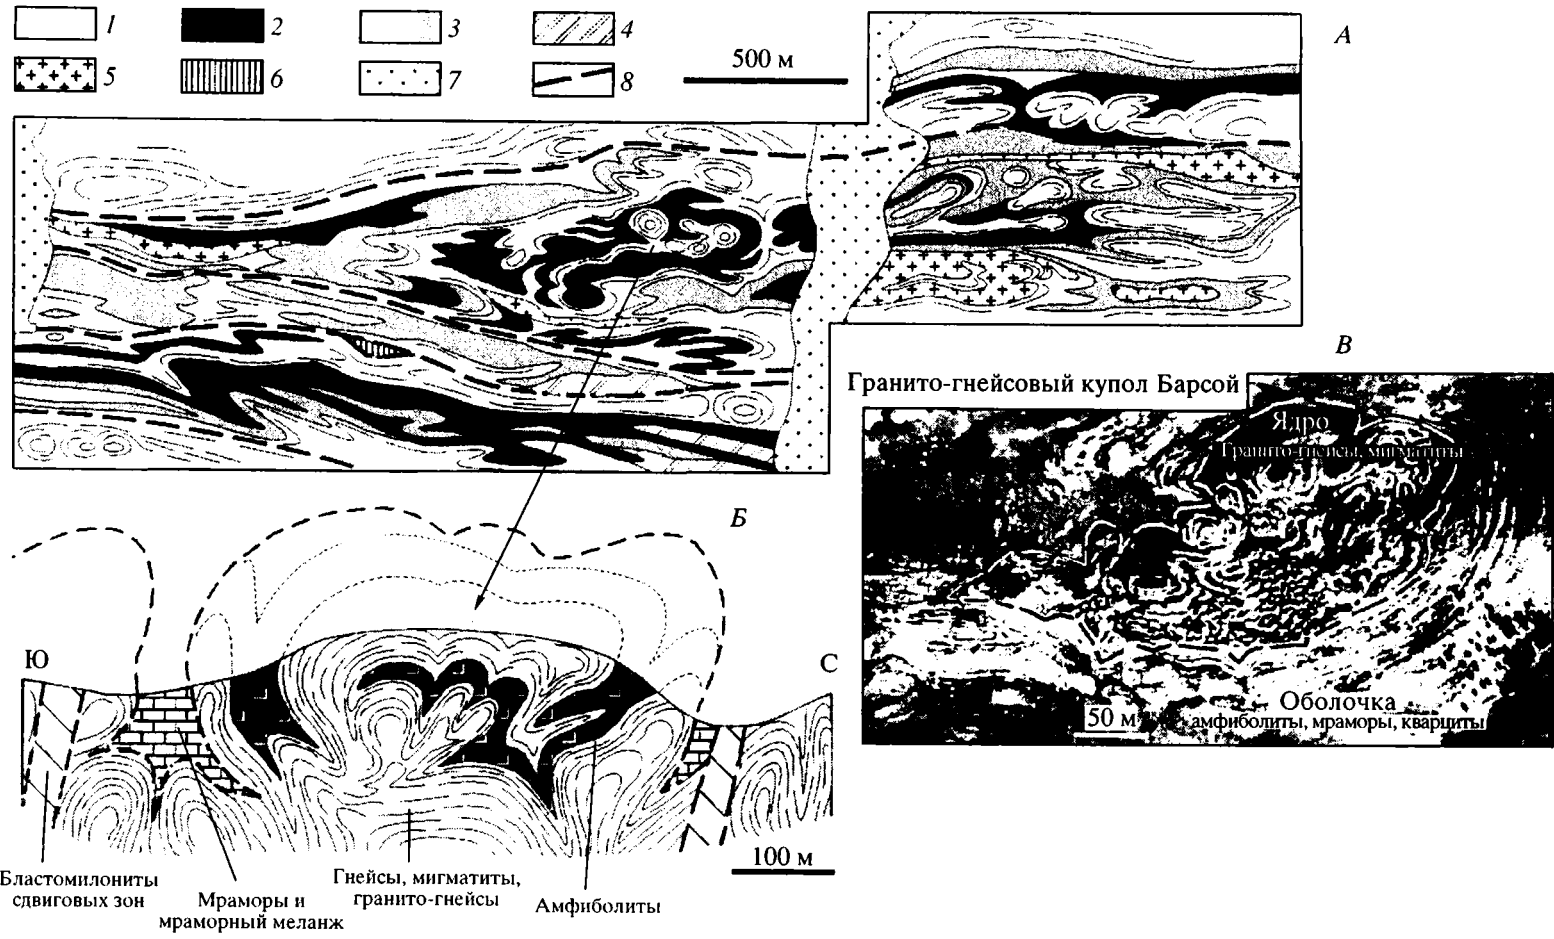 1
2
3
4
5
6
7
8
500 м
А
В
Гранито-гнейсовый купол Барсой
Ядро
Гранито-гнейсы, мигматиты
Оболочка
амфиболиты, мраморы, кварциты
50 м
Б
Ю
С
100 м
Бластомилониты
сдвиговых зон
Мраморы и
мраморный меланж
Гнейсы, мигматиты,
гранито-гнейсы
Амфиболиты